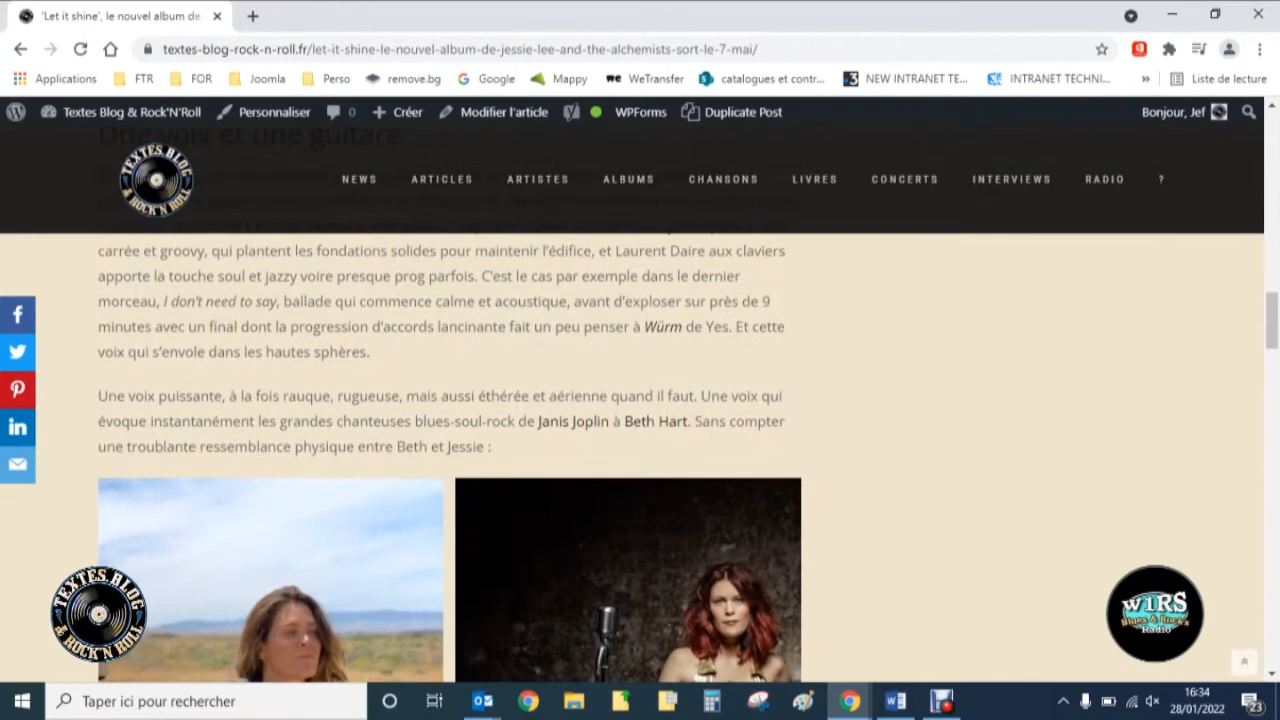 'Let it shine', le nouvel album de
textes-blog-rock-n-roll.fr/let-it-shine-le-nouvel-album-de-jessie-lee-and-the-alchemists-sort-le-7-mai/
Applications FTR FOR Joomla Perso remove.bg Google Mappy WeTransfer catalogues et contr... NEW INTRANET TE... INTRANET TECHNI... » Liste de lecture
Textes Blog & Rock'N'Roll Personnaliser 0 Créer Modifier l'article WPForms Duplicate Post Bonjour, Jef
Une voix et une guitare
TEXTES, BLOG & ROCK'N ROLL
NEWS ARTICLES ARTISTES ALBUMS CHANSONS LIVRES CONCERTS INTERVIEWS RADIO ?
carrée et groovy, qui plantent les fondations solides pour maintenir l'édifice, et Laurent Daire aux claviers
apporte la touche soul et jazzy voire presque prog parfois. C'est le cas par exemple dans le dernier
morceau, I don't need to say, ballade qui commence calme et acoustique, avant d'exploser sur près de 9
minutes avec un final dont la progression d'accords lancinante fait un peu penser à Würm de Yes. Et cette
voix qui s'envole dans les hautes sphères.
Une voix puissante, à la fois rauque, rugueuse, mais aussi éthérée et aérienne quand il faut. Une voix qui
évoque instantanément les grandes chanteuses blues-soul-rock de Janis Joplin à Beth Hart. Sans compter
une troublante ressemblance physique entre Beth et Jessie :
TEXTES, BLOG & ROCK'N ROLL
W1RS
Blues & Rock's
Radio
Taper ici pour rechercher
16:34
28/01/2022
23